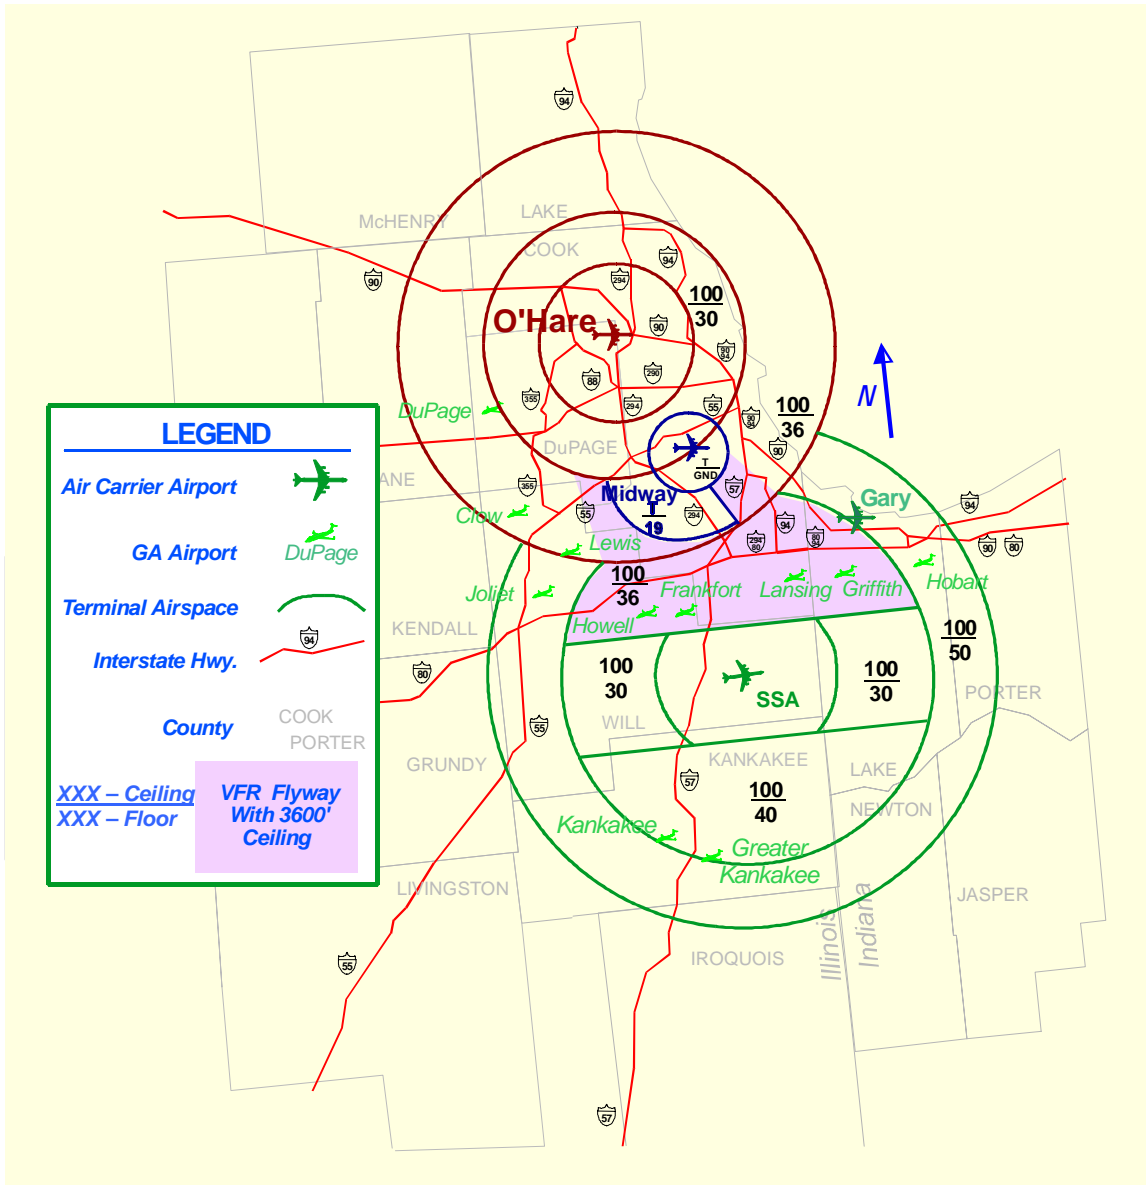 94
McHENRY
LAKE
COOK
94
294
90
100
30
O'Hare
90
90
94
88
290
355
294
55
DuPage
100
36
90
94
N
LEGEND
Air Carrier Airport
GA Airport
DuPage
Terminal Airspace
94
Interstate Hwy.
County
COOK
PORTER
XXX – Ceiling
XXX – Floor
VFR Flyway
With 3600'
Ceiling
DuPAGE
90
T
GND
ANE
355
Midway
57
Gary
94
Clow
55
T
19
294
94
Lewis
294
80
80
94
90
80
Joliet
100
36
Frankfort
Lansing
Griffith
Hobart
Howell
KENDALL
100
50
80
100
30
100
30
SSA
PORTER
WILL
55
GRUNDY
KANKAKEE
LAKE
57
100
40
NEWTON
Kankakee
Greater
Kankakee
LIVINGSTON
JASPER
Illinois
Indiana
IROQUOIS
55
57